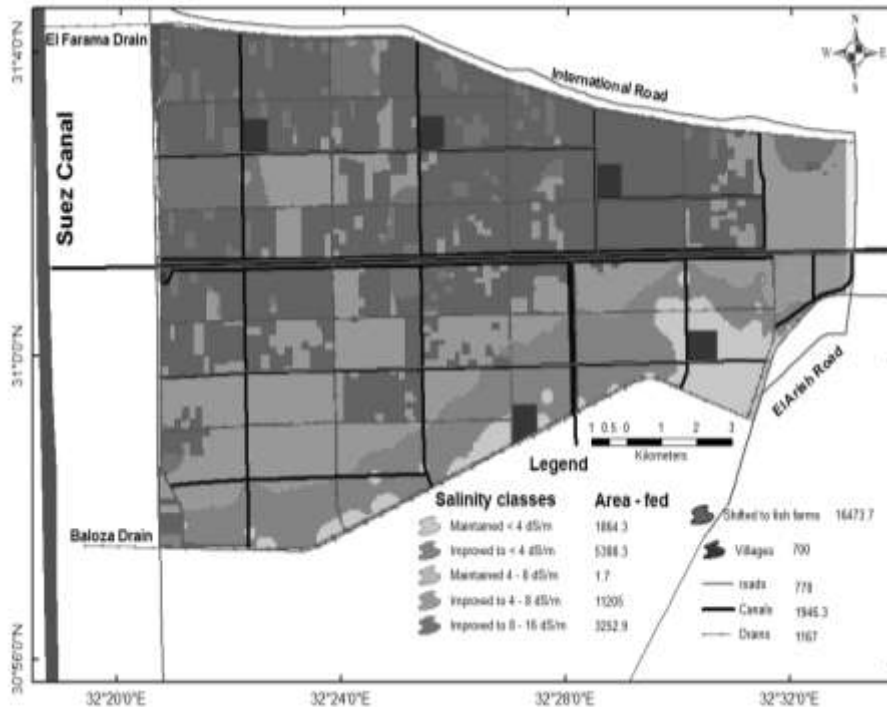 N
W E
S
31°4'0"N
31°0'0"N
30°56'0"N
El Farama Drain
International Road
Suez Canal
El Arish Road
Baloza Drain
1 0.5 0 1 2 3
Kilometers
Legend
Salinity classes Area - fed
Maintained < 4 dS/m 1864.3
Improved to < 4 dS/m 5388.3
Maintained 4 - 8 dS/m 1.7
Improved to 4 - 8 dS/m 11205
Improved to 8 - 16 dS/m 3252.9
Shifted to fish farms 16473.7
Villages 700
roads 778
Canals 1945.3
Drains 1167
32°20'0"E 32°24'0"E 32°28'0"E 32°32'0"E